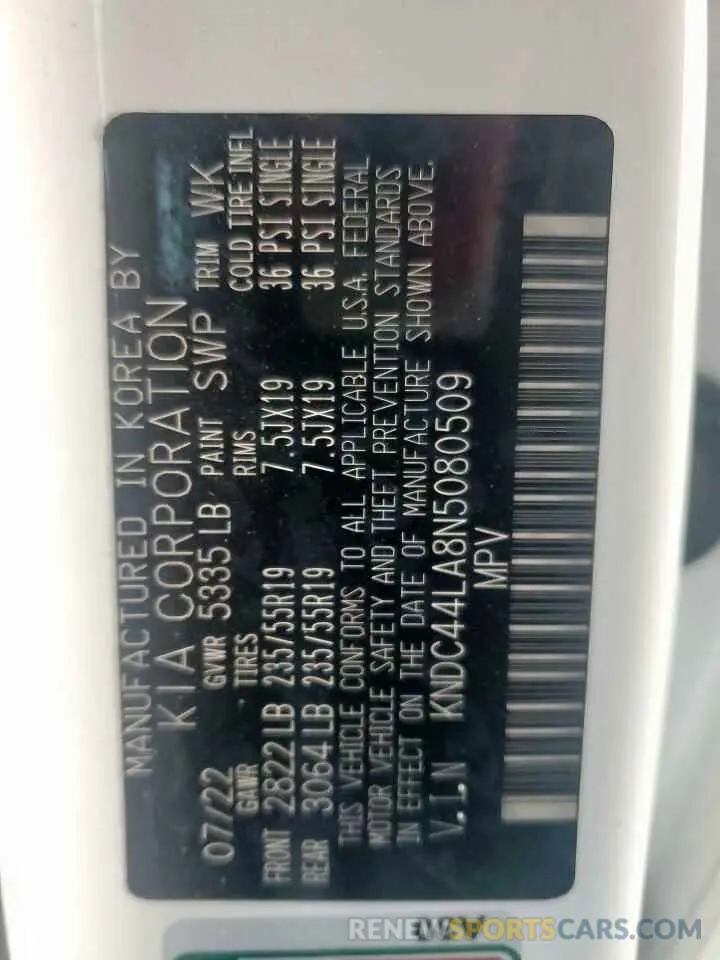 MANUFACTURED IN KOREA BY
KIA CORPORATION
07/22 GVWR 5335 LB PAINT SWP TRIM WK
GAWR TIRES RIMS COLD TIRE INFL
FRONT 2822 LB 235/55R19 7.5JX19 36 PSI SINGLE
REAR 3064 LB 235/55R19 7.5JX19 36 PSI SINGLE
THIS VEHICLE CONFORMS TO ALL APPLICABLE U.S.A. FEDERAL
MOTOR VEHICLE SAFETY AND THEFT PREVENTION STANDARDS
IN EFFECT ON THE DATE OF MANUFACTURE SHOWN ABOVE.
V.I.N KNDC44LA8N5080509
MPV
RENEWSPORTSCARS.COM